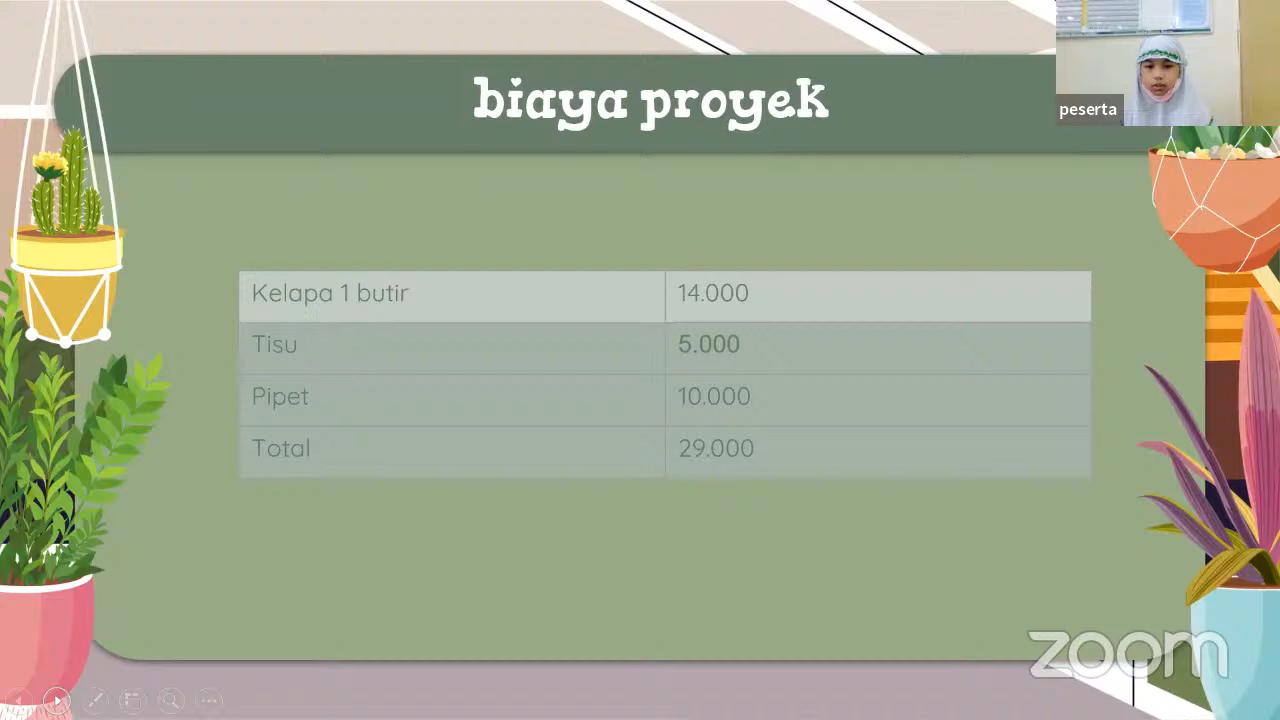 biaya proyek
peserta
Kelapa 1 butir 14.000
Tisu 5.000
Pipet 10.000
Total 29.000
zoom